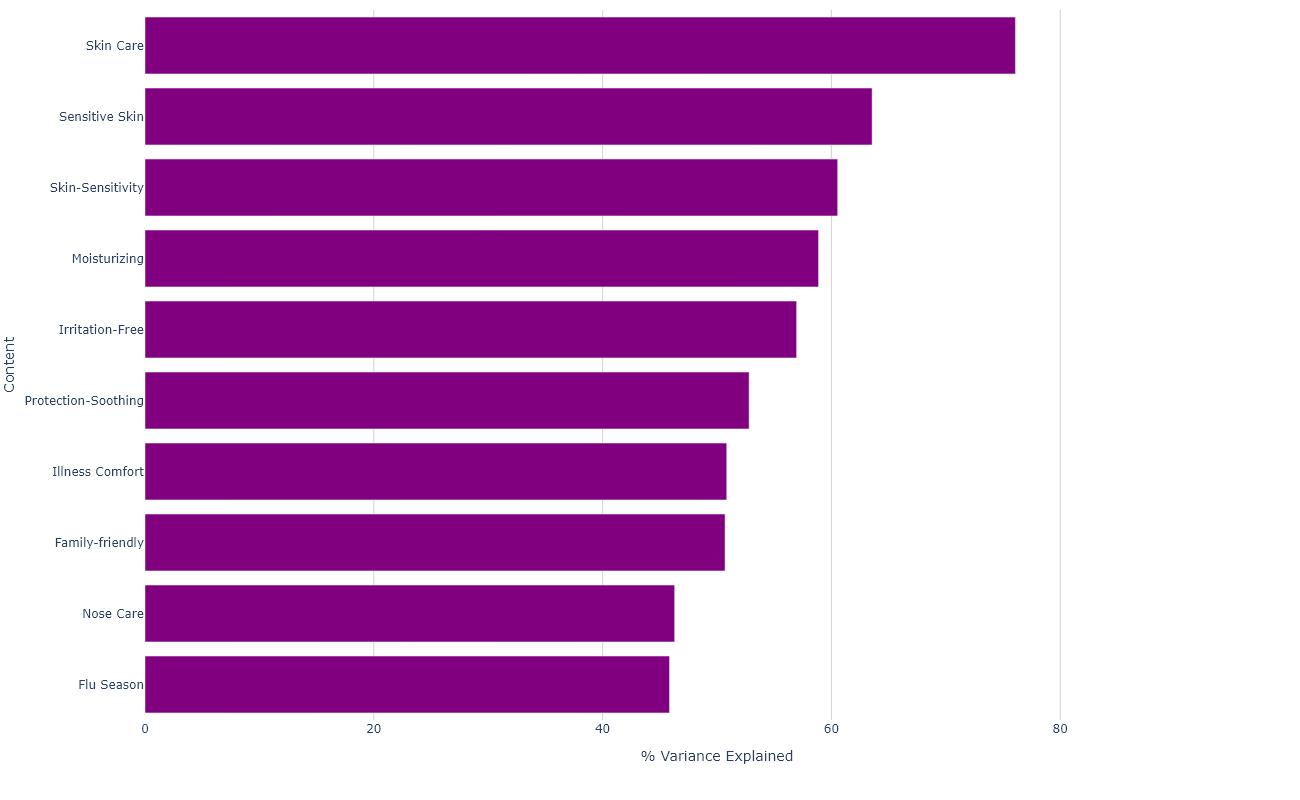 Skin Care
Sensitive Skin
Skin-Sensitivity
Moisturizing
Irritation-Free
Protection-Soothing
Illness Comfort
Family-friendly
Nose Care
Flu Season
Content
0 20 40 60 80
% Variance Explained